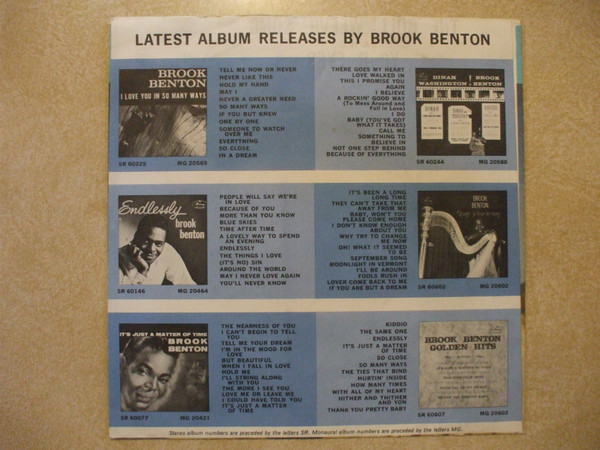 LATEST ALBUM RELEASES BY BROOK BENTON
BROOK
BENTON
I LOVE YOU IN SO MANY WAYS
SR 60225
MG 20565
TELL ME NOW OR NEVER
NEVER LIKE THIS
HOLD MY HAND
MAY I
NEVER A GREATER NEED
SO MANY WAYS
IF YOU BUT KNEW
ONE BY ONE
SOMEONE TO WATCH
OVER ME
EVERYTHING
SO CLOSE
IN A DREAM
THERE GOES MY HEART
LOVE WALKED IN
THIS I PROMISE YOU
AGAIN
I BELIEVE
A ROCKIN' GOOD WAY
(To Mess Around and
Fall in Love)
I DO
BABY (YOU'VE GOT
WHAT IT TAKES)
CALL ME
SOMETHING TO
BELIEVE IN
NOT ONE STEP BEHIND
BECAUSE OF EVERYTHING
DINAH BROOK
WASHINGTON BENTON
SR 60244
MG 20588
Endlessly
brook
benton
SR 60146
MG 20464
PEOPLE WILL SAY WE'RE
IN LOVE
BECAUSE OF YOU
MORE THAN YOU KNOW
BLUE SKIES
TIME AFTER TIME
A LOVELY WAY TO SPEND
AN EVENING
ENDLESSLY
THE THINGS I LOVE
(IT'S NO) SIN
AROUND THE WORLD
MAY I NEVER LOVE AGAIN
YOU'LL NEVER KNOW
IT'S BEEN A LONG
LONG TIME
THEY CAN'T TAKE THAT
AWAY FROM ME
BABY, WON'T YOU
PLEASE COME HOME
I DON'T KNOW ENOUGH
ABOUT YOU
WHY TRY TO CHANGE
ME NOW
OH! WHAT IT SEEMED
TO BE
SEPTEMBER SONG
MOONLIGHT IN VERMONT
I'LL BE AROUND
FOOLS RUSH IN
LOVER COME BACK TO ME
IF YOU ARE BUT A DREAM
BROOK
BENTON
SR 60602
MG 20602
IT'S JUST A MATTER OF TIME
BROOK
BENTON
SR 60077
MG 20421
THE NEARNESS OF YOU
I CAN'T BEGIN TO TELL
YOU
TELL ME YOUR DREAM
I'M IN THE MOOD FOR
LOVE
BUT BEAUTIFUL
WHEN I FALL IN LOVE
HOLD ME
I'LL STRING ALONG
WITH YOU
THE MORE I SEE YOU
LOVE ME OR LEAVE ME
I COULD HAVE TOLD YOU
IT'S JUST A MATTER
OF TIME
KIDDIO
THE SAME ONE
ENDLESSLY
IT'S JUST A MATTER
OF TIME
SO CLOSE
SO MANY WAYS
THE TIES THAT BIND
HURTIN' INSIDE
HOW MANY TIMES
WITH ALL OF MY HEART
HITHER AND THITHER
AND YON
THANK YOU PRETTY BABY
BROOK BENTON
GOLDEN HITS
SR 60607
MG 20607
Stereo album numbers are preceded by the letters SR. Monaural album numbers are preceded by the letters MG.